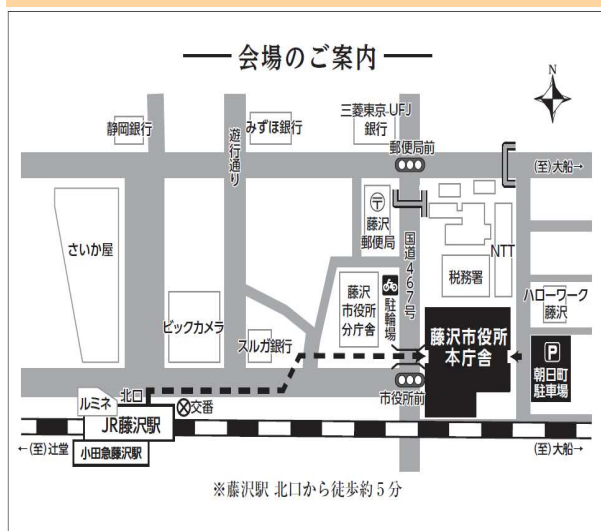 会場のご案内
N
静岡銀行
遊行通り
みずほ銀行
三菱東京UFJ
銀行
郵便局前
(至)大船→
さいか屋
〒
藤沢
郵便局
国道467号
NTT
税務署
ハローワーク
藤沢
ビックカメラ
スルガ銀行
藤沢
市役所
分庁舎
駐輪場
藤沢市役所
本庁舎
P
朝日町
駐車場
市役所前
ルミネ
北口
交番
JR藤沢駅
←(至)辻堂
小田急藤沢駅
(至)大船→
※藤沢駅 北口から徒歩約5分